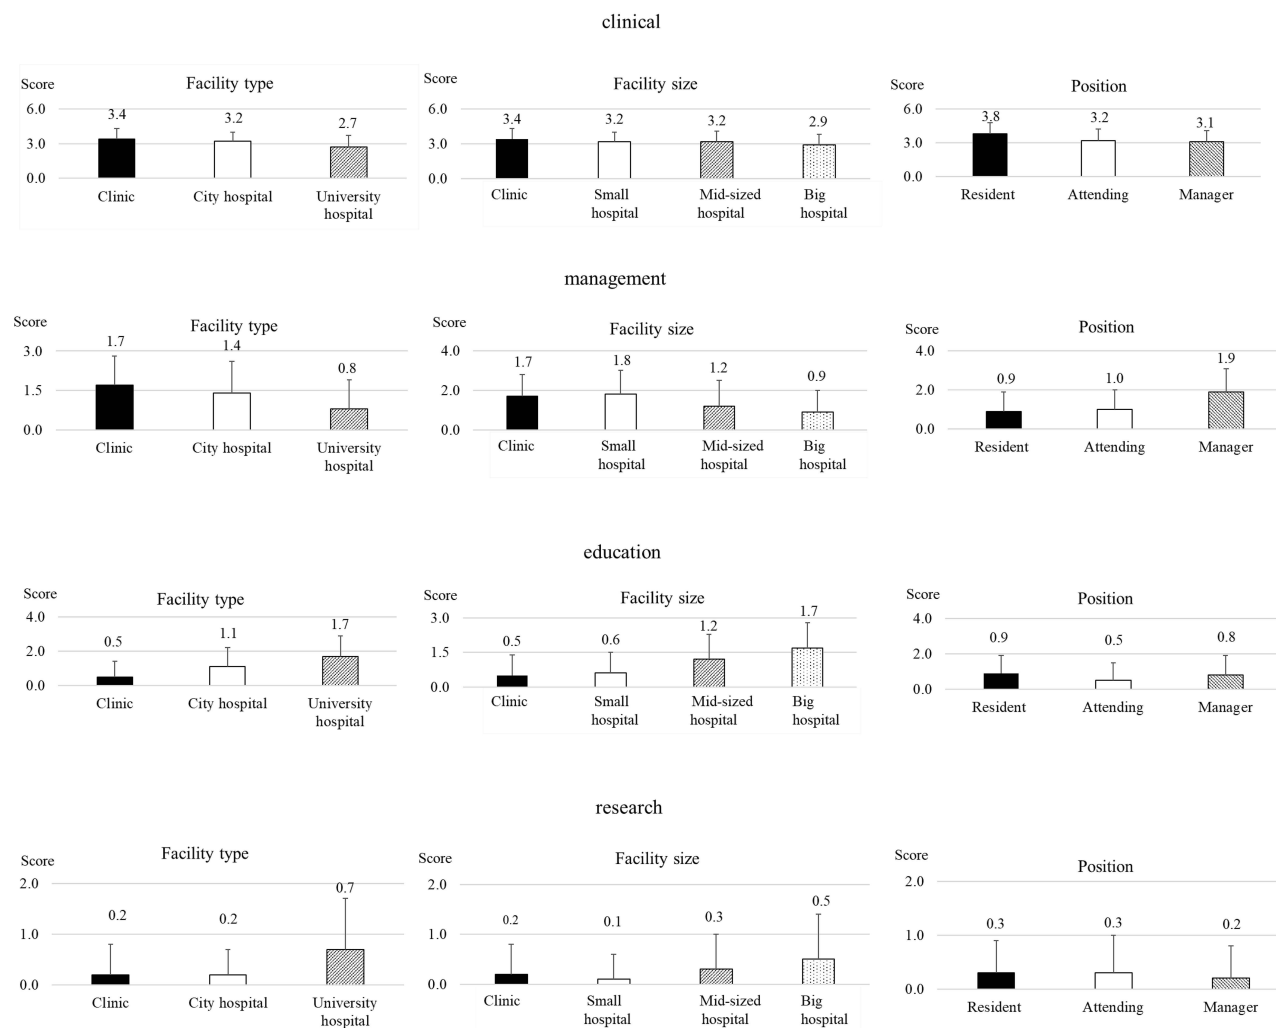 clinical
Facility type
Score
6.0
3.4
3.2
2.7
3.0
0.0
Clinic
City hospital
University
hospital
Facility size
Score
6.0
3.4
3.2
3.2
2.9
3.0
0.0
Clinic
Small
hospital
Mid-sized
hospital
Big
hospital
Position
Score
6.0
3.8
3.2
3.1
3.0
0.0
Resident
Attending
Manager
management
Facility type
Score
3.0
1.7
1.4
0.8
1.5
0.0
Clinic
City hospital
University
hospital
Facility size
Score
4.0
1.7
1.8
1.2
0.9
2.0
0.0
Clinic
Small
hospital
Mid-sized
hospital
Big
hospital
Position
Score
4.0
0.9
1.0
1.9
2.0
0.0
Resident
Attending
Manager
education
Facility type
Score
4.0
0.5
1.1
1.7
2.0
0.0
Clinic
City hospital
University
hospital
Facility size
Score
3.0
0.5
0.6
1.2
1.7
1.5
0.0
Clinic
Small
hospital
Mid-sized
hospital
Big
hospital
Position
Score
4.0
0.9
0.5
0.8
2.0
0.0
Resident
Attending
Manager
research
Facility type
Score
2.0
0.2
0.2
0.7
1.0
0.0
Clinic
City hospital
University
hospital
Facility size
Score
2.0
0.2
0.1
0.3
0.5
1.0
0.0
Clinic
Small
hospital
Mid-sized
hospital
Big
hospital
Position
Score
2.0
0.3
0.3
0.2
1.0
0.0
Resident
Attending
Manager